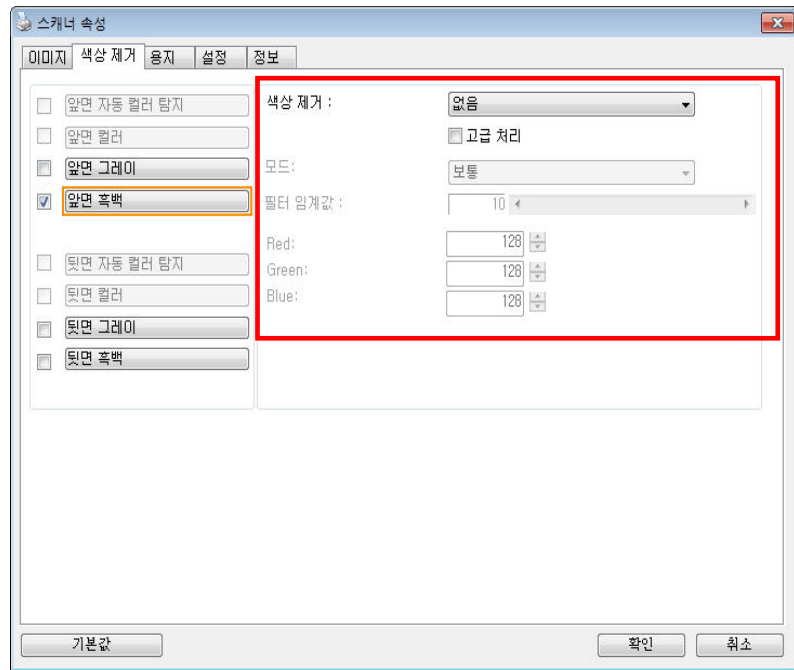 스캐너 속성
이미지 색상 제거 용지 설정 정보
앞면 자동 컬러 탐지
앞면 컬러
앞면 그레이
앞면 흑백
뒷면 자동 컬러 탐지
뒷면 컬러
뒷면 그레이
뒷면 흑백
색상 제거 : 없음
고급 처리
모드: 보통
필터 임계값 : 10
Red: 128
Green: 128
Blue: 128
기본값 확인 취소